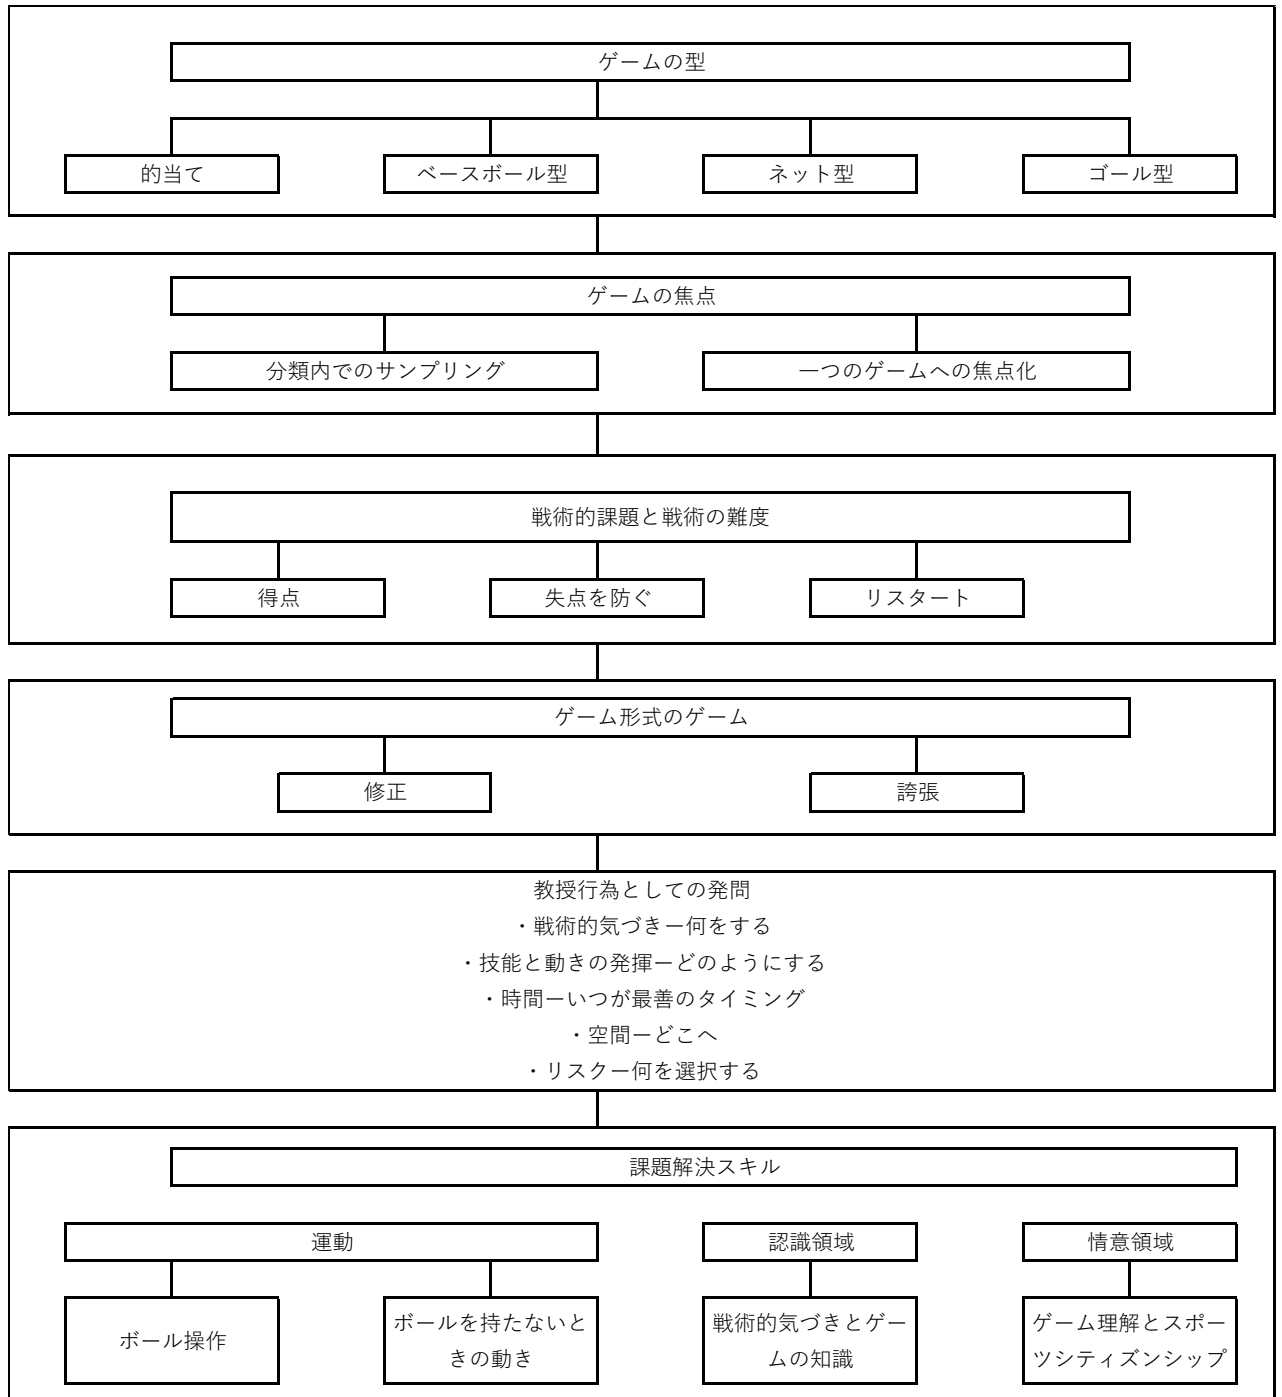 ゲームの型
的当て
ベースボール型
ネット型
ゴール型
ゲームの焦点
分類内でのサンプリング
一つのゲームへの焦点化
戦術的課題と戦術の難度
得点
失点を防ぐ
リスタート
ゲーム形式のゲーム
修正
誇張
教授行為としての発問
・戦術的気づきー何をする
・技能と動きの発揮ーどのようにする
・時間ーいつが最善のタイミング
・空間ーどこへ
・リスクー何を選択する
課題解決スキル
運動
認識領域
情意領域
ボール操作
ボールを持たないと
きの動き
戦術的気づきとゲー
ムの知識
ゲーム理解とスポー
ツシティズンシップ